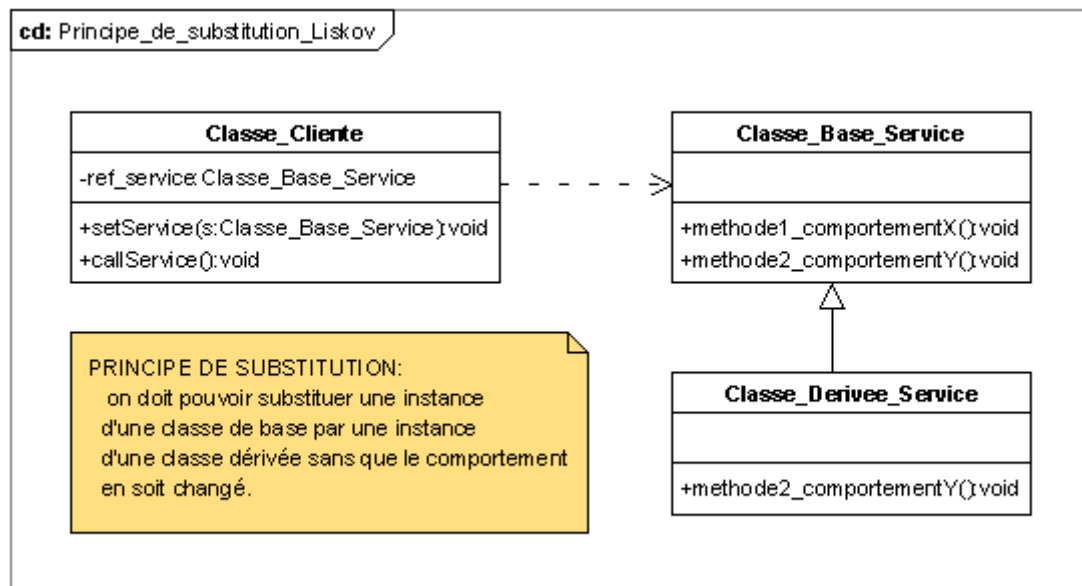 cd: Principe_de_substitution_Liskov
Classe_Cliente
-ref_service:Classe_Base_Service
+setService(s:Classe_Base_Service):void
+callService():void
Classe_Base_Service
+methode1_comportementX():void
+methode2_comportementY():void
PRINCIPE DE SUBSTITUTION:
on doit pouvoir substituer une instance
d'une classe de base par une instance
d'une classe dérivée sans que le comportement
en soit changé.
Classe_Derivee_Service
+methode2_comportementY():void